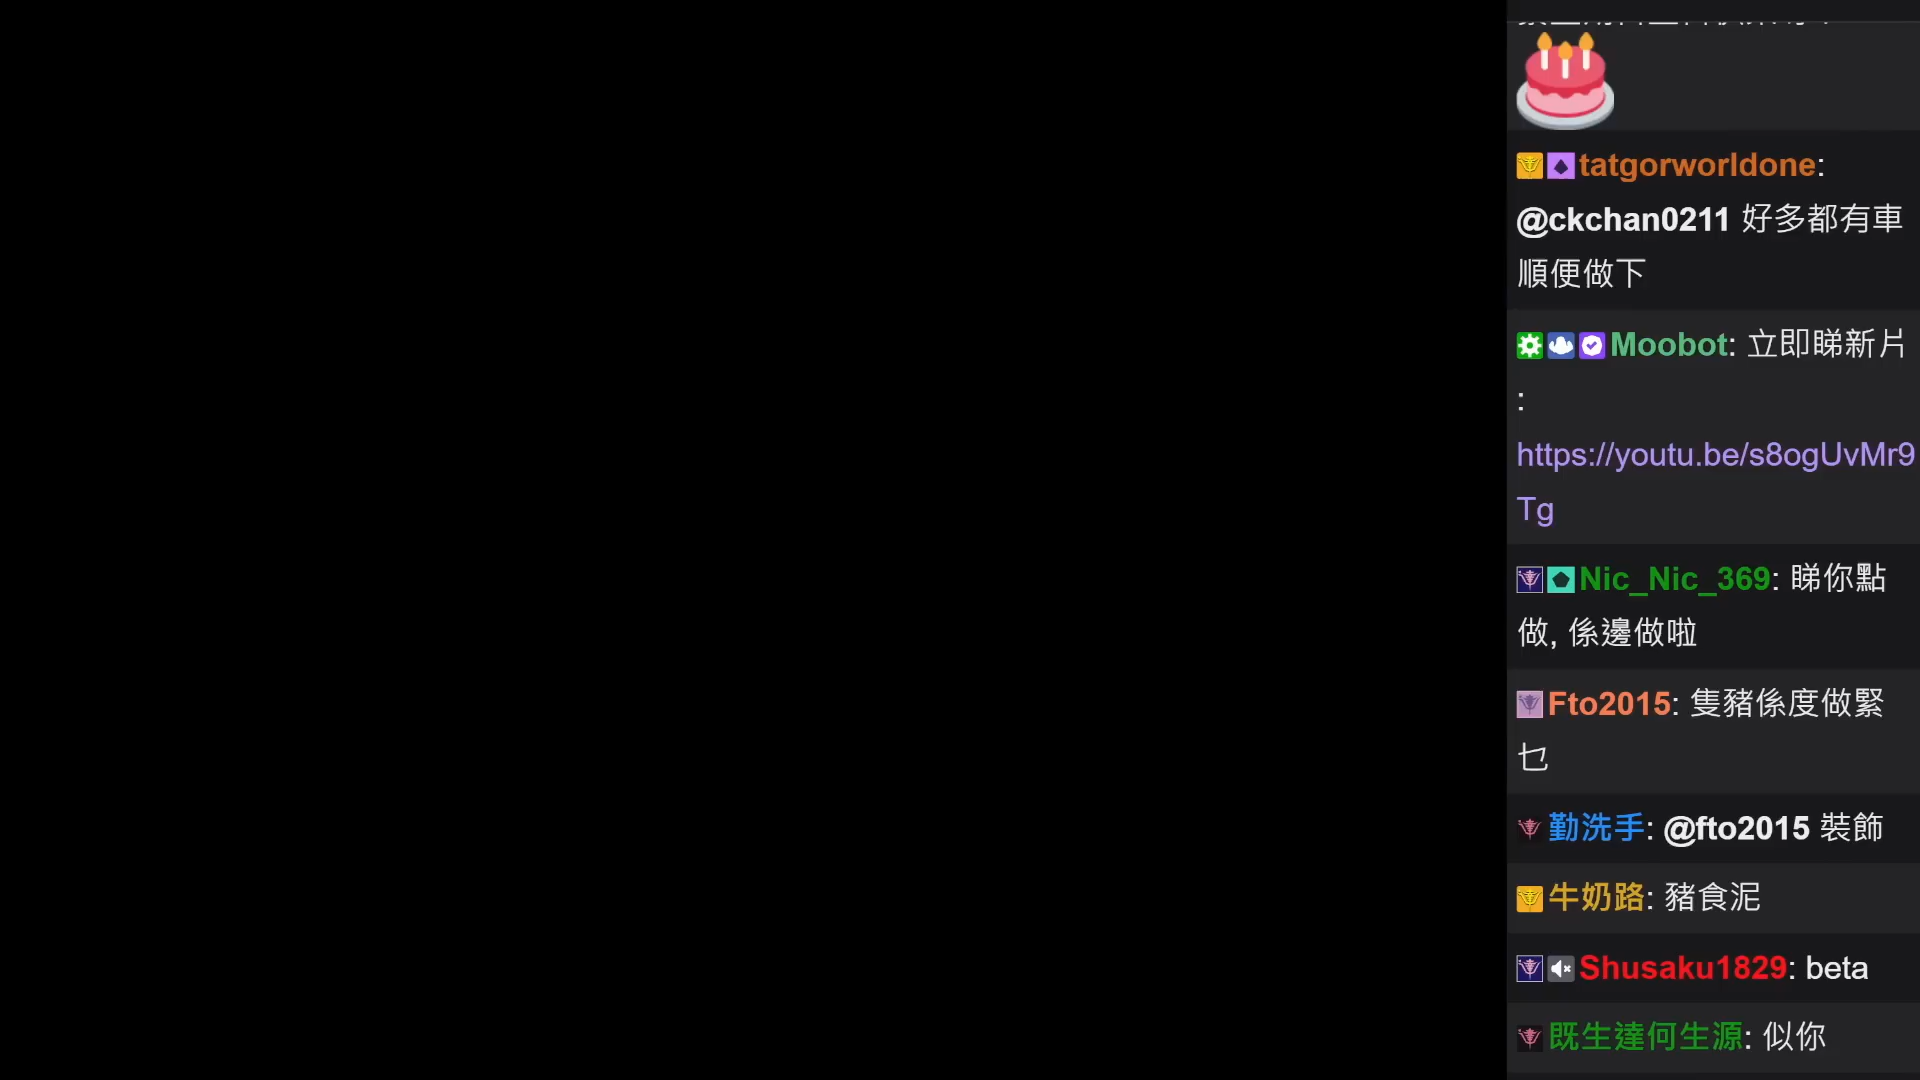 tatgorworldone:
@ckchan0211 好多都有車
順便做下
Moobot: 立即睇新片
:
https://youtu.be/s8ogUvMr9
Tg
Nic_Nic_369: 睇你點
做, 係邊做啦
Fto2015: 隻豬係度做緊
乜
勤洗手: @fto2015 裝飾
牛奶路: 豬食泥
Shusaku1829: beta
既生達何生源: 似你